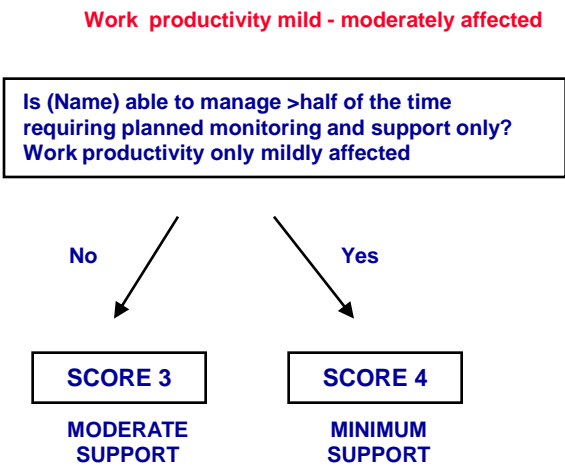 Work productivity mild - moderately affected
Is (Name) able to manage >half of the time
requiring planned monitoring and support only?
Work productivity only mildly affected
No
Yes
SCORE 3
SCORE 4
MODERATE
SUPPORT
MINIMUM
SUPPORT